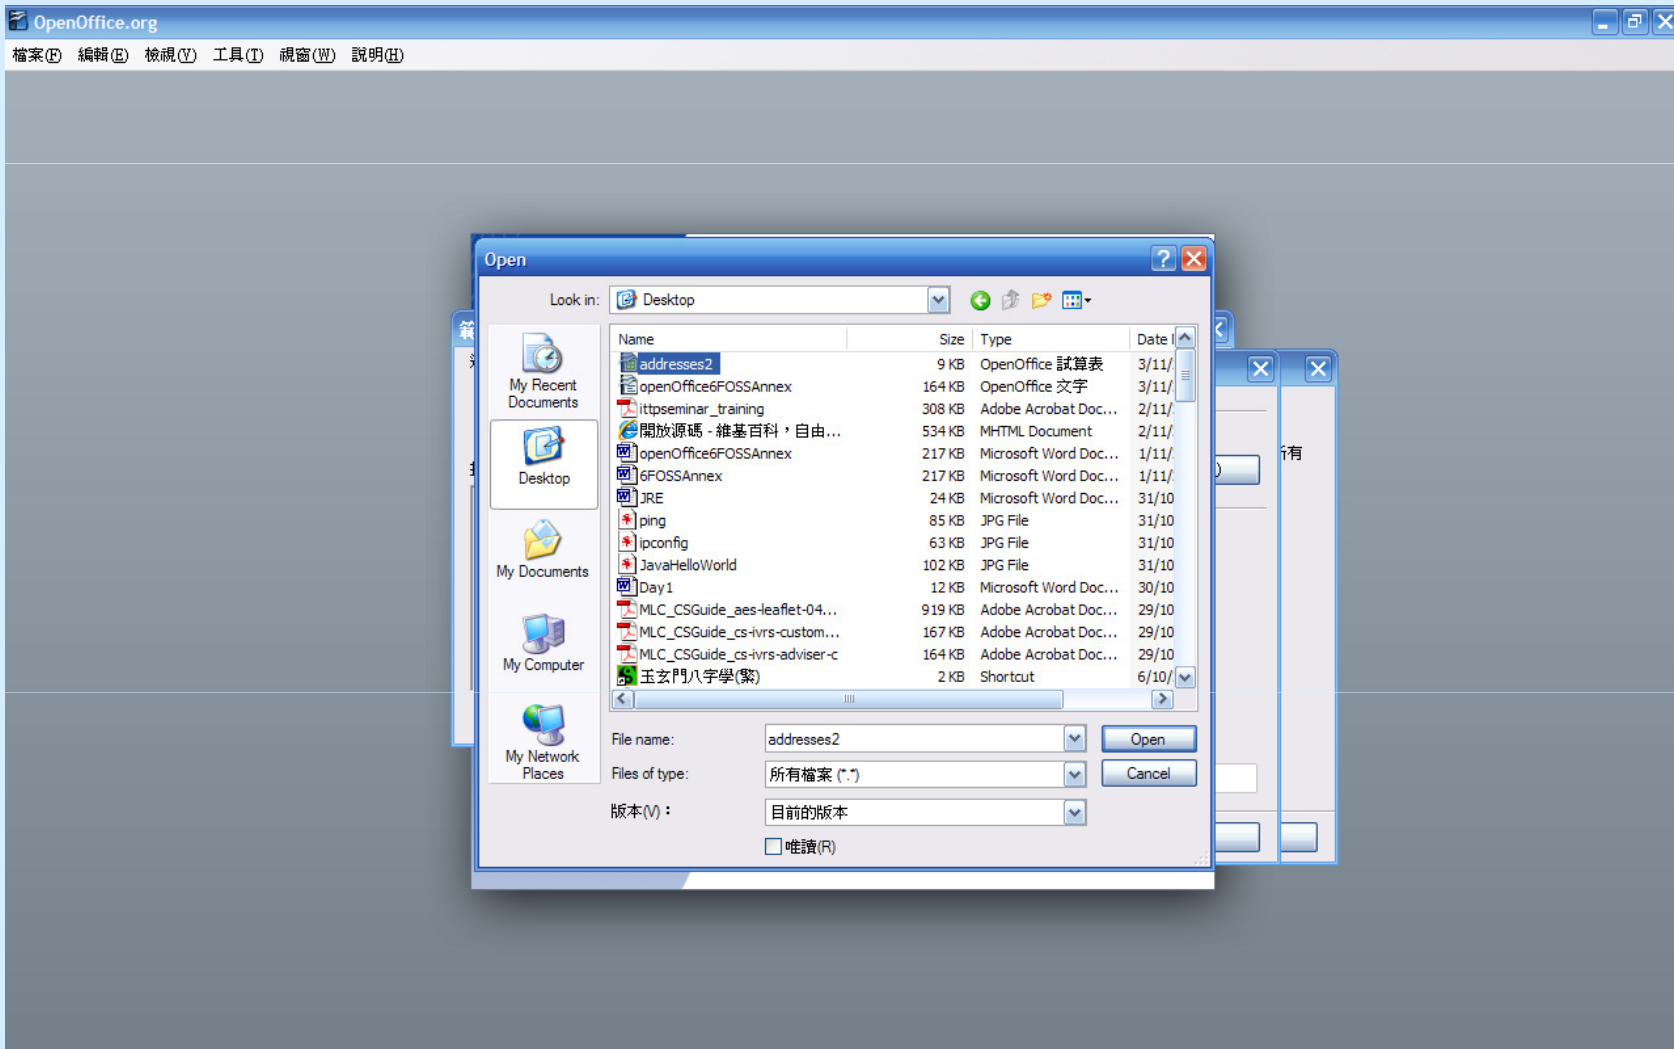 OpenOffice.org
檔案(F) 編輯(E) 檢視(V) 工具(T) 視窗(W) 說明(H)
Open
Look in: Desktop
Name Size Type Date
addresses2 9 KB OpenOffice 試算表 3/11/
openOffice6FOSSAnnex 164 KB OpenOffice 文字 3/11/
ittpseminar_training 308 KB Adobe Acrobat Doc... 2/11/
開放源碼 - 維基百科，自由... 534 KB MHTML Document 2/11/
openOffice6FOSSAnnex 217 KB Microsoft Word Doc... 1/11/
6FOSSAnnex 217 KB Microsoft Word Doc... 1/11/
JRE 24 KB Microsoft Word Doc... 31/10
ping 85 KB JPG File 31/10
ipconfig 63 KB JPG File 31/10
JavaHelloWorld 102 KB JPG File 31/10
Day1 12 KB Microsoft Word Doc... 30/10
MLC_CSGuide_aes-leaflet-04... 919 KB Adobe Acrobat Doc... 29/10
MLC_CSGuide_cs-ivrs-custom... 167 KB Adobe Acrobat Doc... 29/10
MLC_CSGuide_cs-ivrs-adviser-c 164 KB Adobe Acrobat Doc... 29/10
玉玄門八字學(繁) 2 KB Shortcut 6/10/
My Recent
Documents
Desktop
My Documents
My Computer
My Network
Places
File name: addresses2 Open
Files of type: 所有檔案 (*.*) Cancel
版本(V)： 目前的版本
唯讀(R)
所有